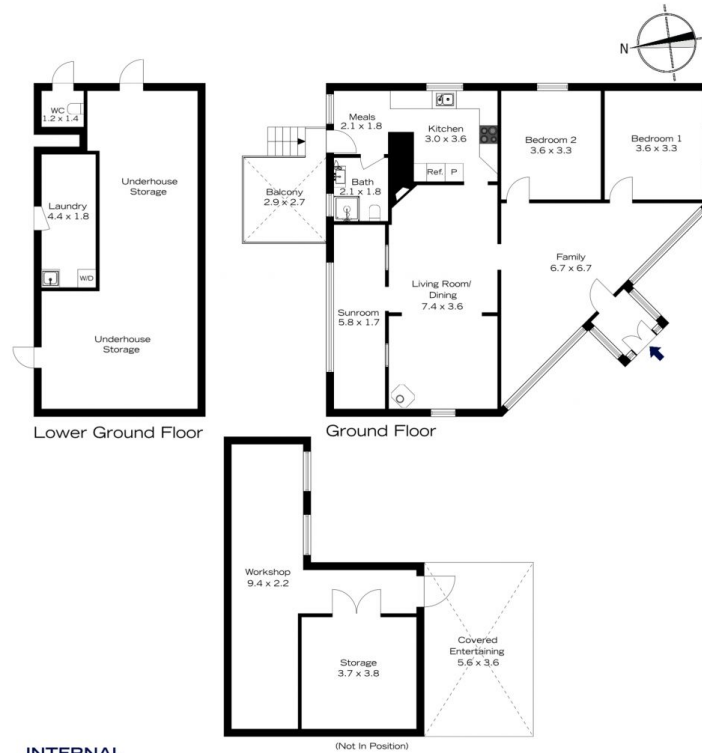 N
WC
1.2 x 1.4
Underhouse
Storage
Laundry
4.4 x 1.8
W/D
Underhouse
Storage
Lower Ground Floor
Meals
2.1 x 1.8
Kitchen
3.0 x 3.6
Ref.
P
Bedroom 2
3.6 x 3.3
Bedroom 1
3.6 x 3.3
Balcony
2.9 x 2.7
Bath
2.1 x 1.8
Family
6.7 x 6.7
Living Room/
Dining
7.4 x 3.6
Sunroom
5.8 x 1.7
Ground Floor
Workshop
9.4 x 2.2
Storage
3.7 x 3.8
Covered
Entertaining
5.6 x 3.6
(Not In Position)
INTERNAL